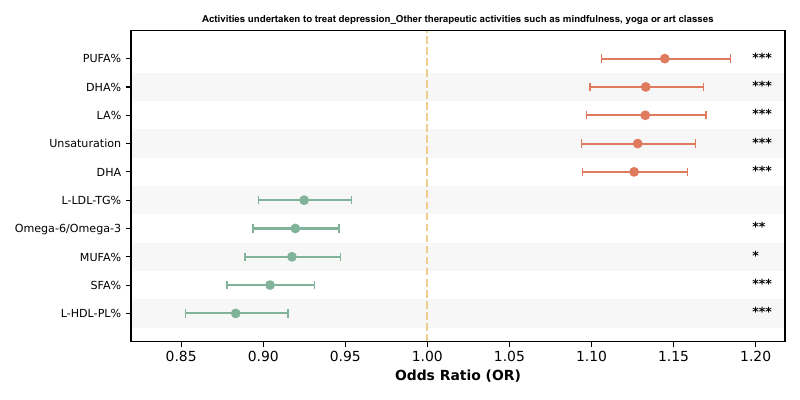 Activities undertaken to treat depression_Other therapeutic activities such as mindfulness, yoga or art classes
PUFA% ***
DHA% ***
LA% ***
Unsaturation ***
DHA ***
L-LDL-TG%
Omega-6/Omega-3 **
MUFA% *
SFA% ***
L-HDL-PL% ***
0.85 0.90 0.95 1.00 1.05 1.10 1.15 1.20
Odds Ratio (OR)